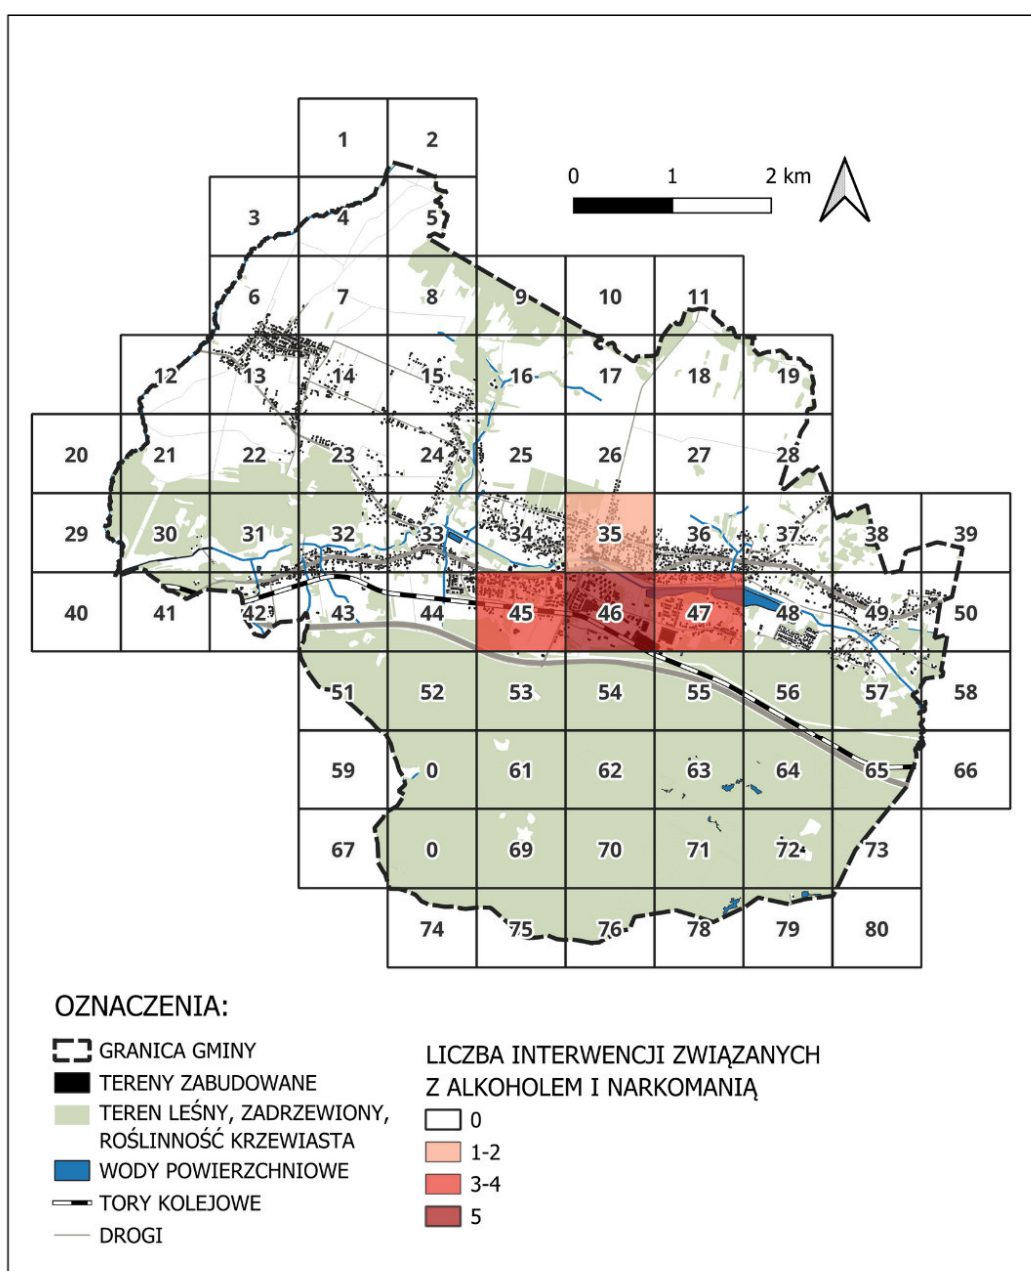 1 2
0 1 2 km
3 4 5
6 7 8 9 10 11
12 13 14 15 16 17 18 19
20 21 22 23 24 25 26 27 28
29 30 31 32 33 34 35 36 37 38 39
40 41 42 43 44 45 46 47 48 49 50
51 52 53 54 55 56 57 58
59 0 61 62 63 64 65 66
67 0 69 70 71 72 73
74 75 76 78 79 80
OZNACZENIA:
GRANICA GMINY
TERENY ZABUDOWANE
TEREN LEŚNY, ZADRZEWIONY,
ROŚLINNOŚĆ KRZEWIASTA
WODY POWIERZCHNIOWE
TORY KOLEJOWE
DROGI
LICZBA INTERWENCJI ZWIĄZANYCH
Z ALKOHOLEM I NARKOMANIĄ
0
1-2
3-4
5